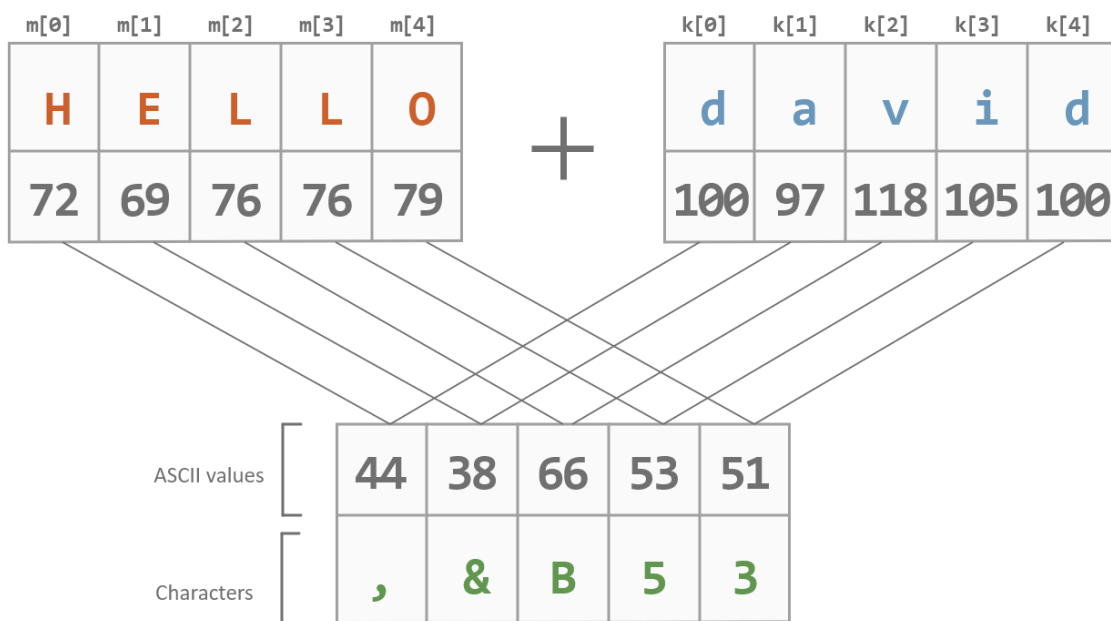 m[0] m[1] m[2] m[3] m[4] k[0] k[1] k[2] k[3] k[4]
H E L L O + d a v i d
72 69 76 76 79 100 97 118 105 100
ASCII values 44 38 66 53 51
Characters , & B 5 3